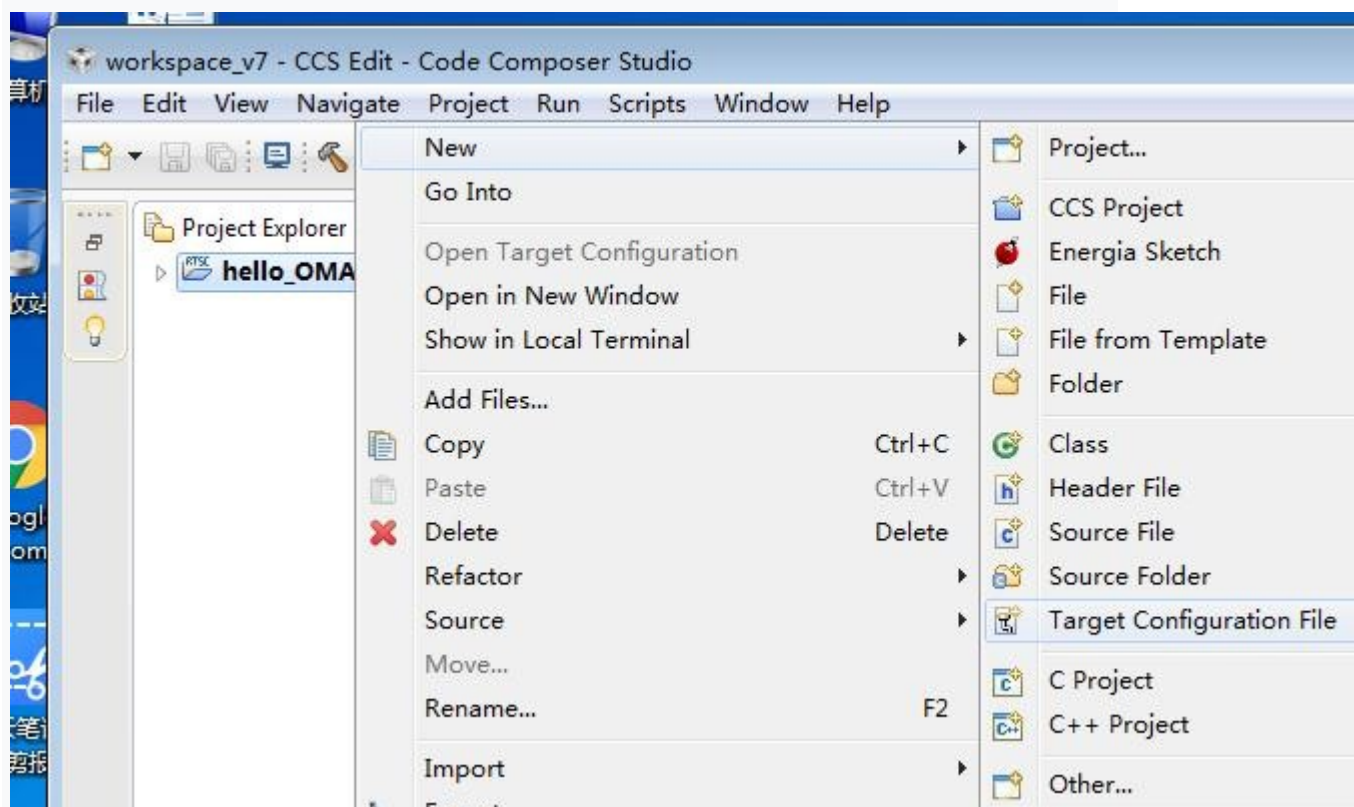 workspace_v7 - CCS Edit - Code Composer Studio
File Edit View Navigate Project Run Scripts Window Help
Project Explorer
RTSC
hello_OMA
New
Go Into
Open Target Configuration
Open in New Window
Show in Local Terminal
Add Files...
Copy Ctrl+C
Paste Ctrl+V
Delete Delete
Refactor
Source
Move...
Rename... F2
Import
Project...
CCS Project
Energia Sketch
File
File from Template
Folder
Class
Header File
Source File
Source Folder
Target Configuration File
C Project
C++ Project
Other...